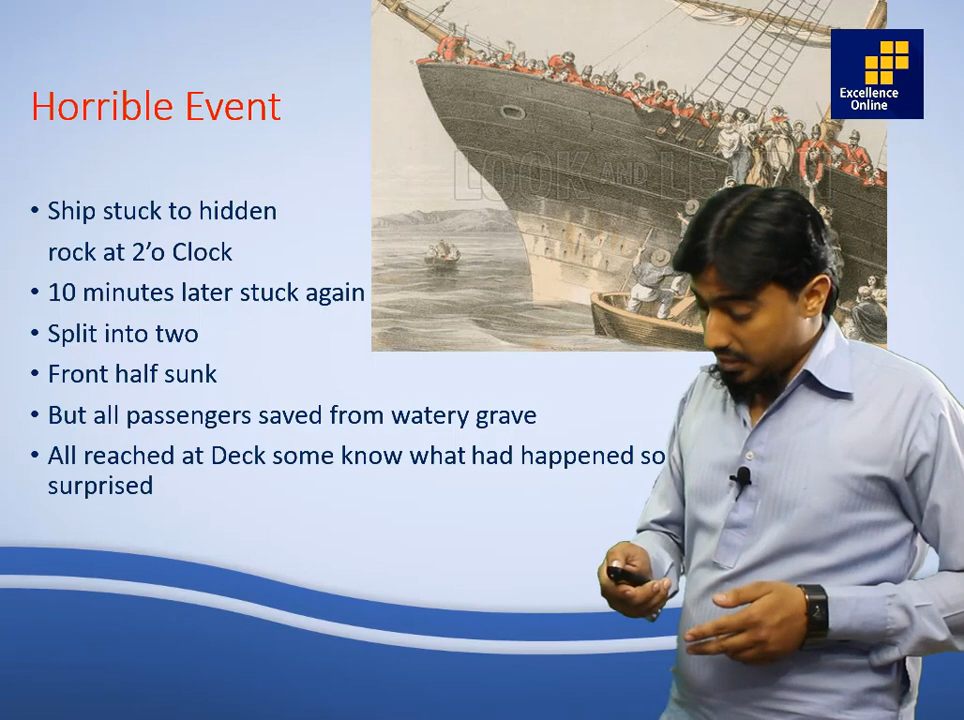 Excellence
Online
Horrible Event
LOOK AND LE
• Ship stuck to hidden
rock at 2'o Clock
• 10 minutes later stuck again
• Split into two
• Front half sunk
• But all passengers saved from watery grave
• All reached at Deck some know what had happened so
surprised